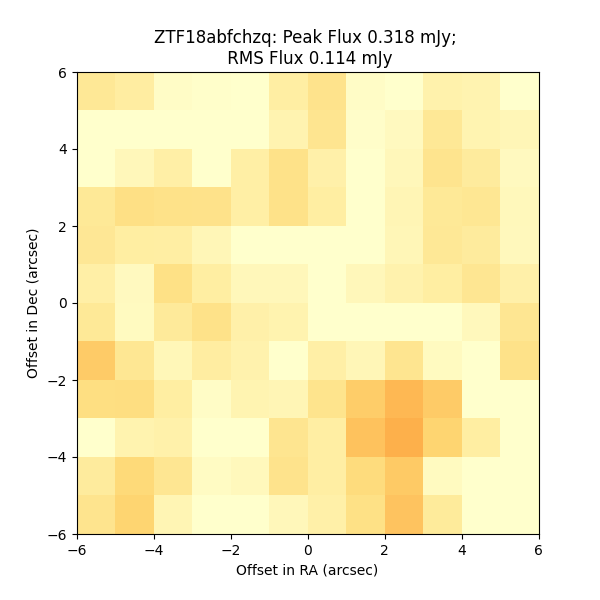 ZTF18abfchzq: Peak Flux 0.318 mJy;
RMS Flux 0.114 mJy
6
4
2
0
−2
−4
−6
Offset in Dec (arcsec)
−6 −4 −2 0 2 4 6
Offset in RA (arcsec)